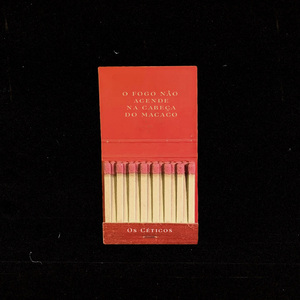 O FOGO NÃO
ACENDE
NA CABEÇA
DO MACACO
OS CÉTICOS